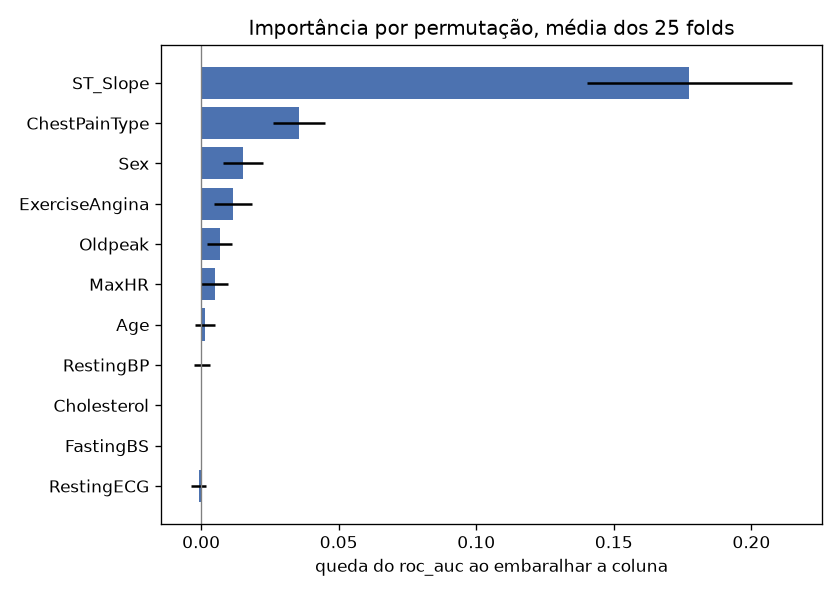 Importância por permutação, média dos 25 folds
ST_Slope
ChestPainType
Sex
ExerciseAngina
Oldpeak
MaxHR
Age
RestingBP
Cholesterol
FastingBS
RestingECG
0.00 0.05 0.10 0.15 0.20
queda do roc_auc ao embaralhar a coluna